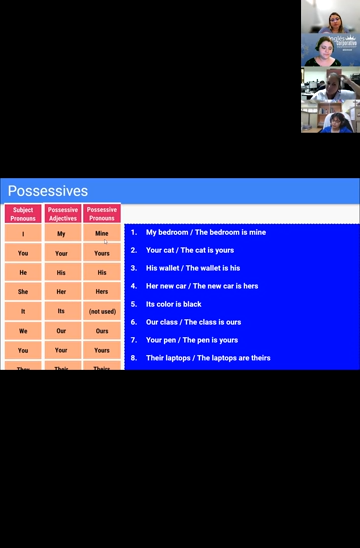 Possessives
Subject Pronouns
Possessive Adjectives
Possessive Pronouns
I My Mine
You Your Yours
He His His
She Her Hers
It Its (not used)
We Our Ours
You Your Yours
They Their Theirs
1. My bedroom / The bedroom is mine
2. Your cat / The cat is yours
3. His wallet / The wallet is his
4. Her new car / The new car is hers
5. Its color is black
6. Our class / The class is ours
7. Your pen / The pen is yours
8. Their laptops / The laptops are theirs